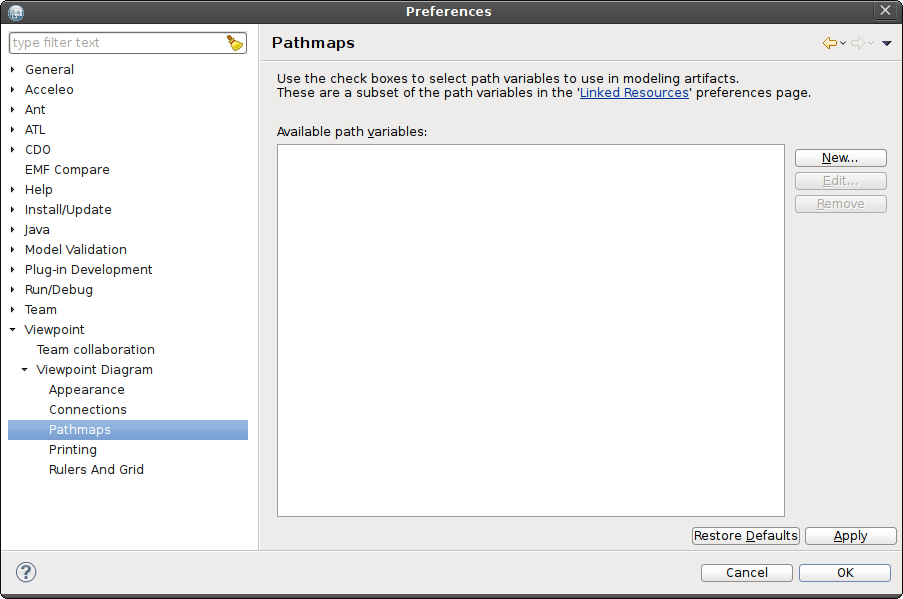 Preferences
type filter text
General
Acceleo
Ant
ATL
CDO
EMF Compare
Help
Install/Update
Java
Model Validation
Plug-in Development
Run/Debug
Team
Viewpoint
Team collaboration
Viewpoint Diagram
Appearance
Connections
Pathmaps
Printing
Rulers And Grid
Pathmaps
Use the check boxes to select path variables to use in modeling artifacts.
These are a subset of the path variables in the 'Linked Resources' preferences page.
Available path variables:
New...
Edit...
Remove
Restore Defaults
Apply
?
Cancel
OK